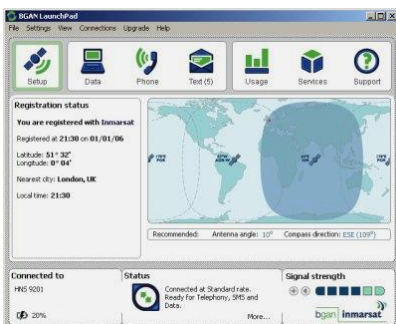 BGAN LaunchPad
File Settings View Connections Upgrade Help
Setup Data Phone Text (5) Usage Services Support
Registration status
You are registered with Inmarsat
Registered at 21:30 on 01/01/06
Latitude: 51° 32'
Longitude: 0° 04'
Nearest city: London, UK
Local time: 21:30
Recommended: Antenna angle: 10° Compass direction: ESE (109°)
Connected to
HNS 9201
20%
Status
Connected at Standard rate.
Ready for Telephony, SMS and
Data.
More...
Signal strength
bgan inmarsat